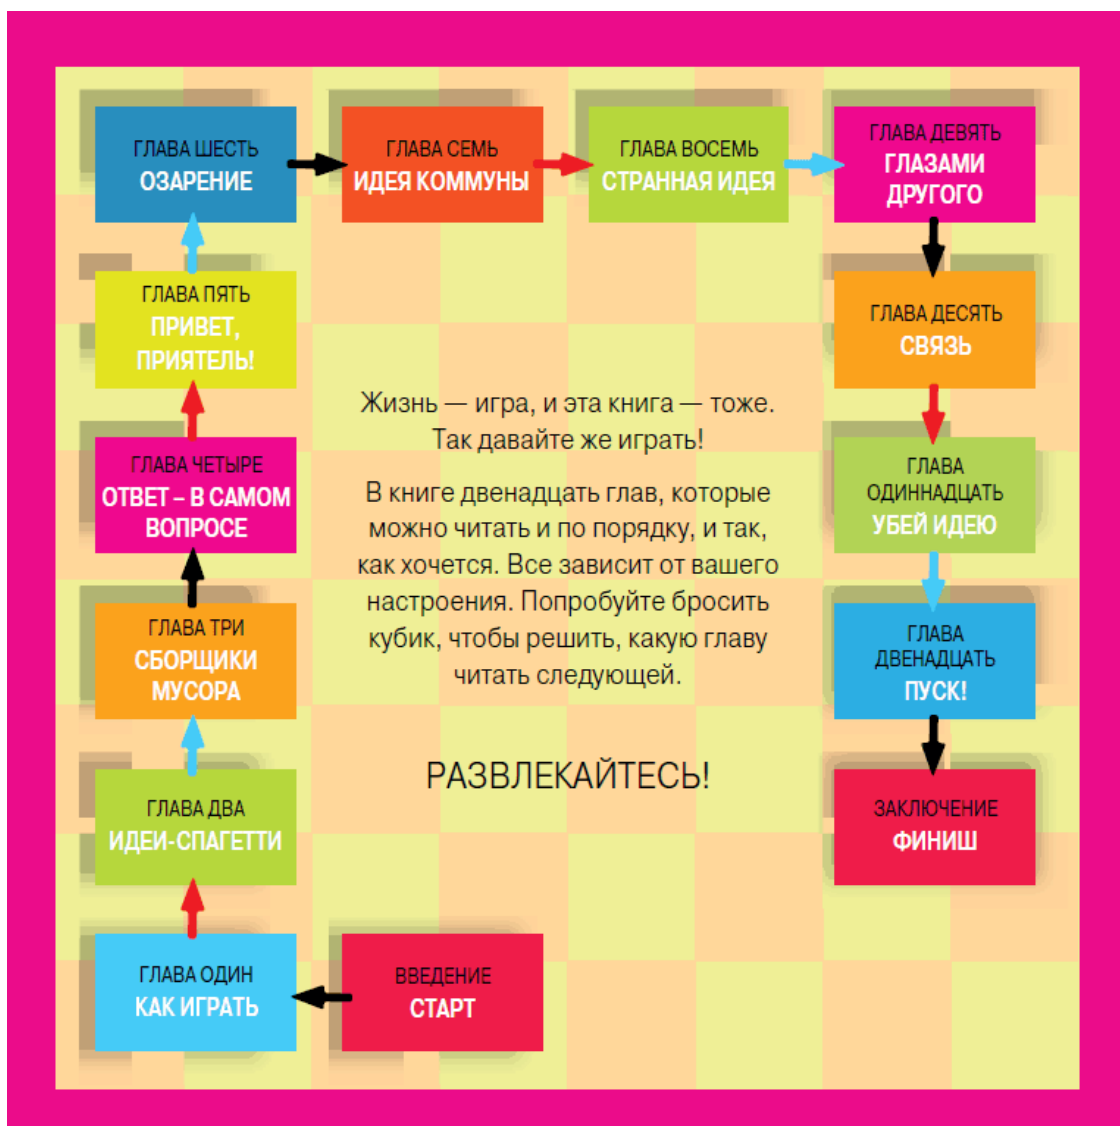 ГЛАВА ШЕСТЬ
ОЗАРЕНИЕ
ГЛАВА СЕМЬ
ИДЕЯ КОММУНЫ
ГЛАВА ВОСЕМЬ
СТРАННАЯ ИДЕЯ
ГЛАВА ДЕВЯТЬ
ГЛАЗАМИ
ДРУГОГО
ГЛАВА ПЯТЬ
ПРИВЕТ,
ПРИЯТЕЛЬ!
ГЛАВА ДЕСЯТЬ
СВЯЗЬ
Жизнь — игра, и эта книга — тоже.
Так давайте же играть!
ГЛАВА ЧЕТЫРЕ
ОТВЕТ – В САМОМ
ВОПРОСЕ
В книге двенадцать глав, которые
можно читать и по порядку, и так,
как хочется. Все зависит от вашего
настроения. Попробуйте бросить
кубик, чтобы решить, какую главу
читать следующей.
ГЛАВА
ОДИННАДЦАТЬ
УБЕЙ ИДЕЮ
ГЛАВА ТРИ
СБОРЩИКИ
МУСОРА
ГЛАВА
ДВЕНАДЦАТЬ
ПУСК!
РАЗВЛЕКАЙТЕСЬ!
ГЛАВА ДВА
ИДЕИ-СПАГЕТТИ
ЗАКЛЮЧЕНИЕ
ФИНИШ
ГЛАВА ОДИН
КАК ИГРАТЬ
ВВЕДЕНИЕ
СТАРТ